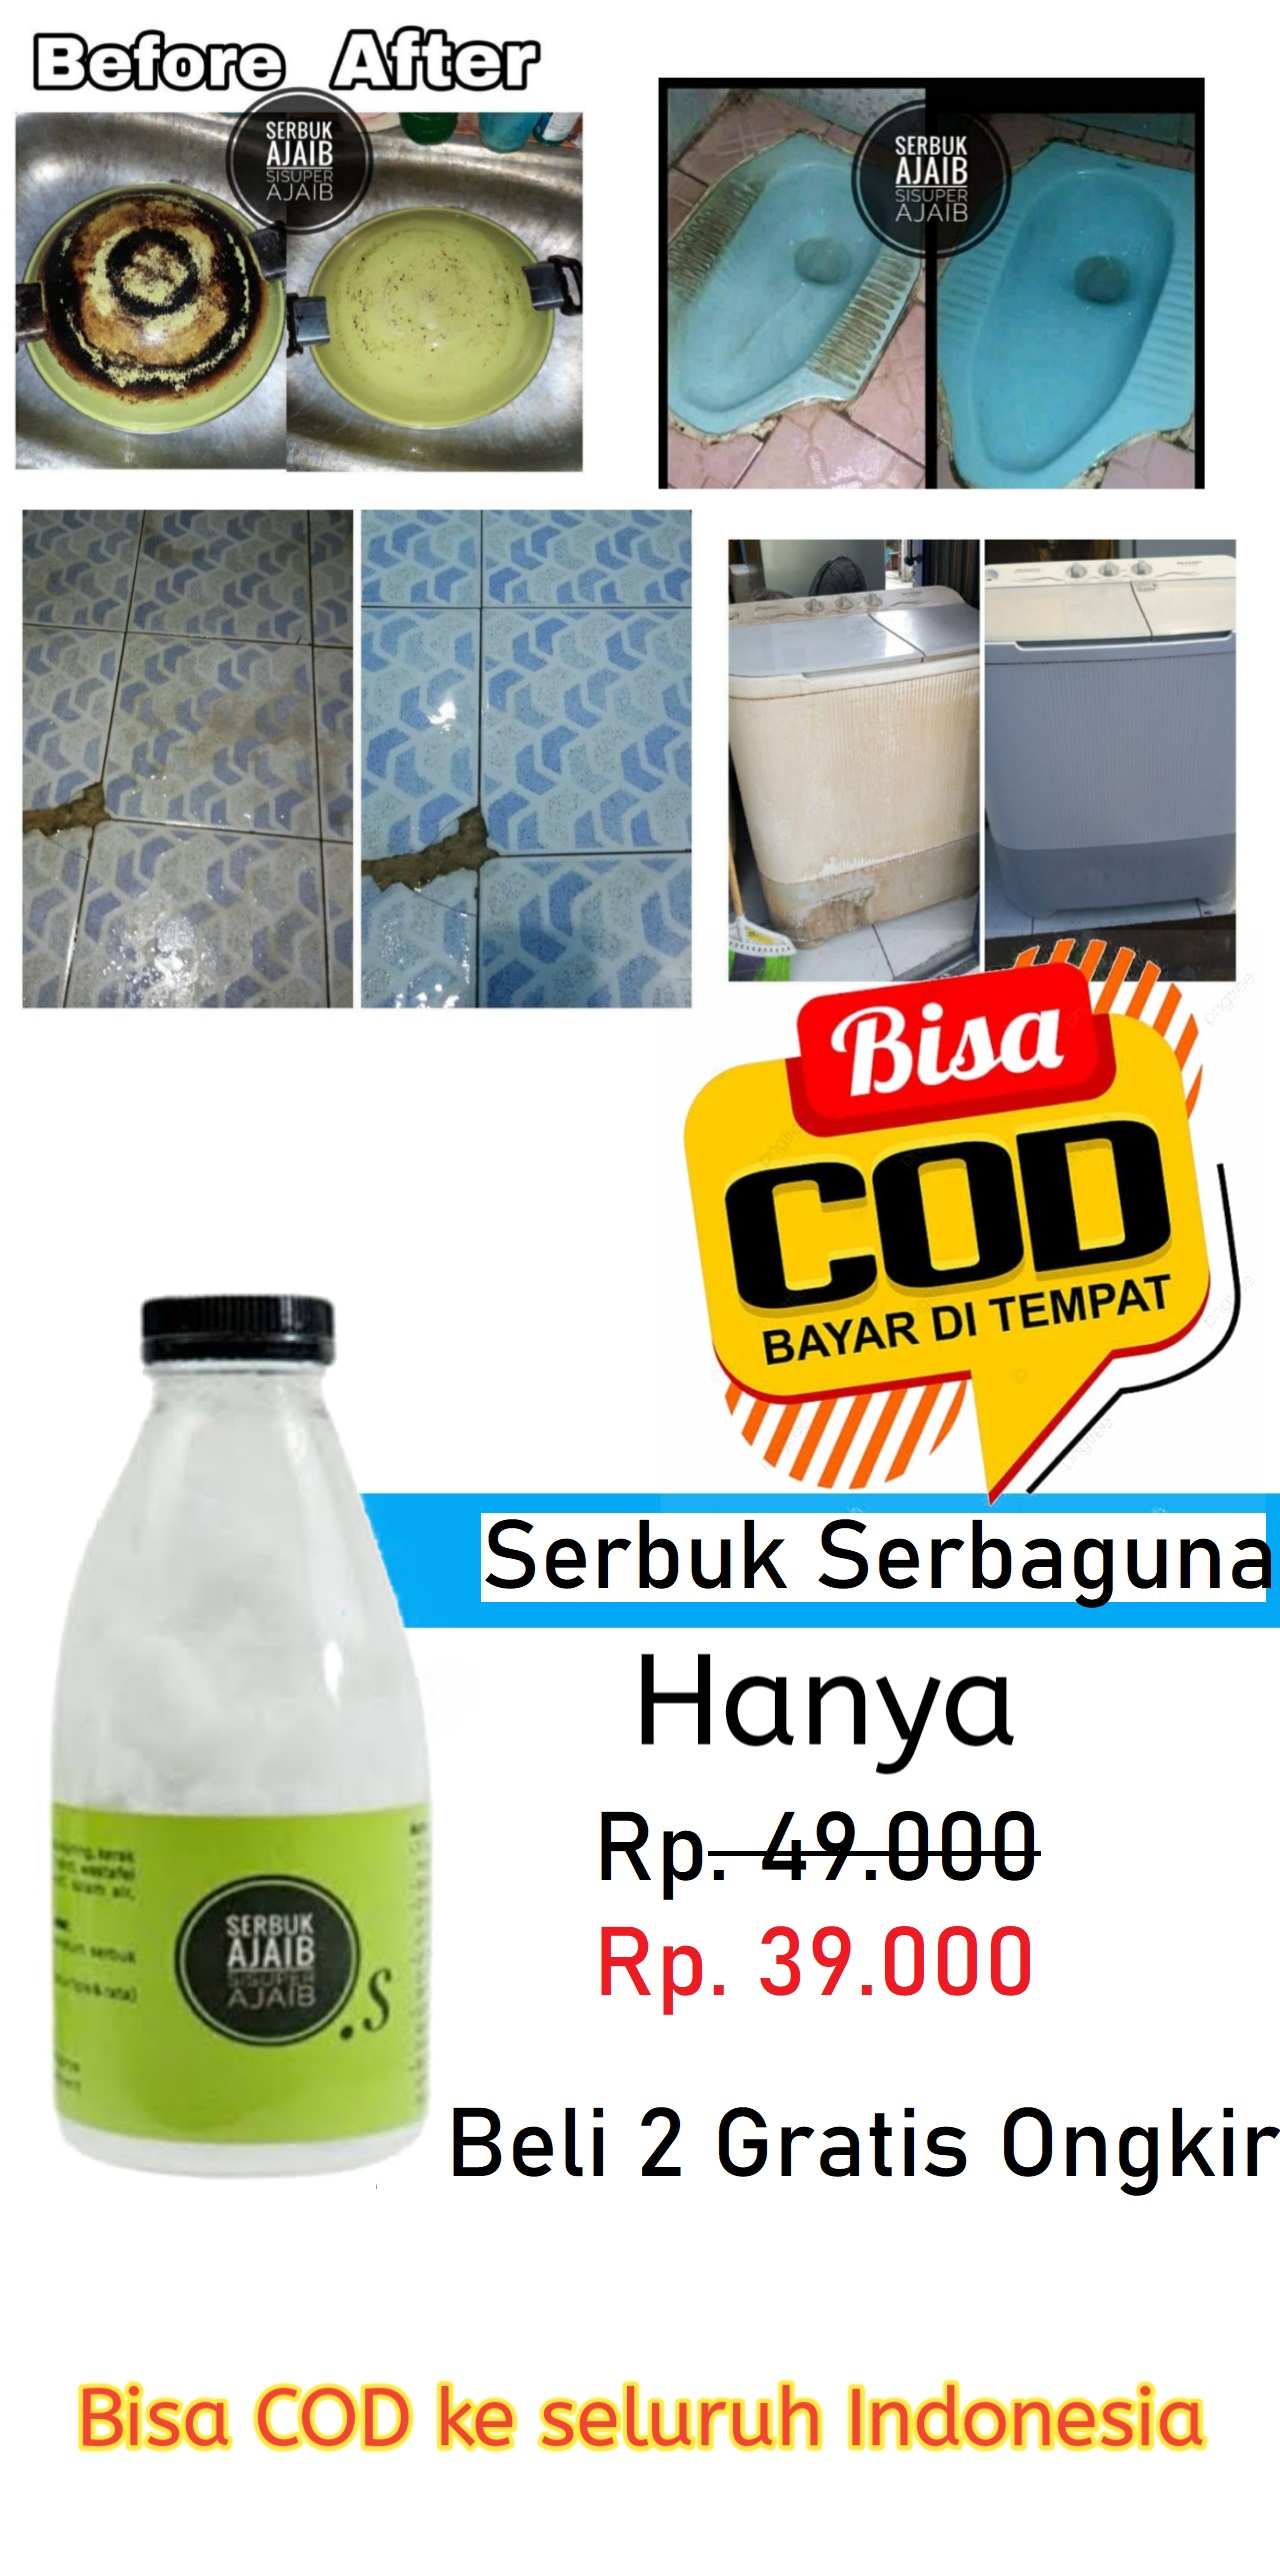 Before After
SERBUK
AJAIB
SISUPER
AJAIB
SERBUK
AJAIB
SISUPER
AJAIB
Bisa
COD
BAYAR DI TEMPAT
Serbuk Serbaguna
Hanya
Rp. 49.000
Rp. 39.000
SERBUK
AJAIB
SISUPER
AJAIB
.s
serbuk
Beli 2 Gratis Ongkir
Bisa COD ke seluruh Indonesia